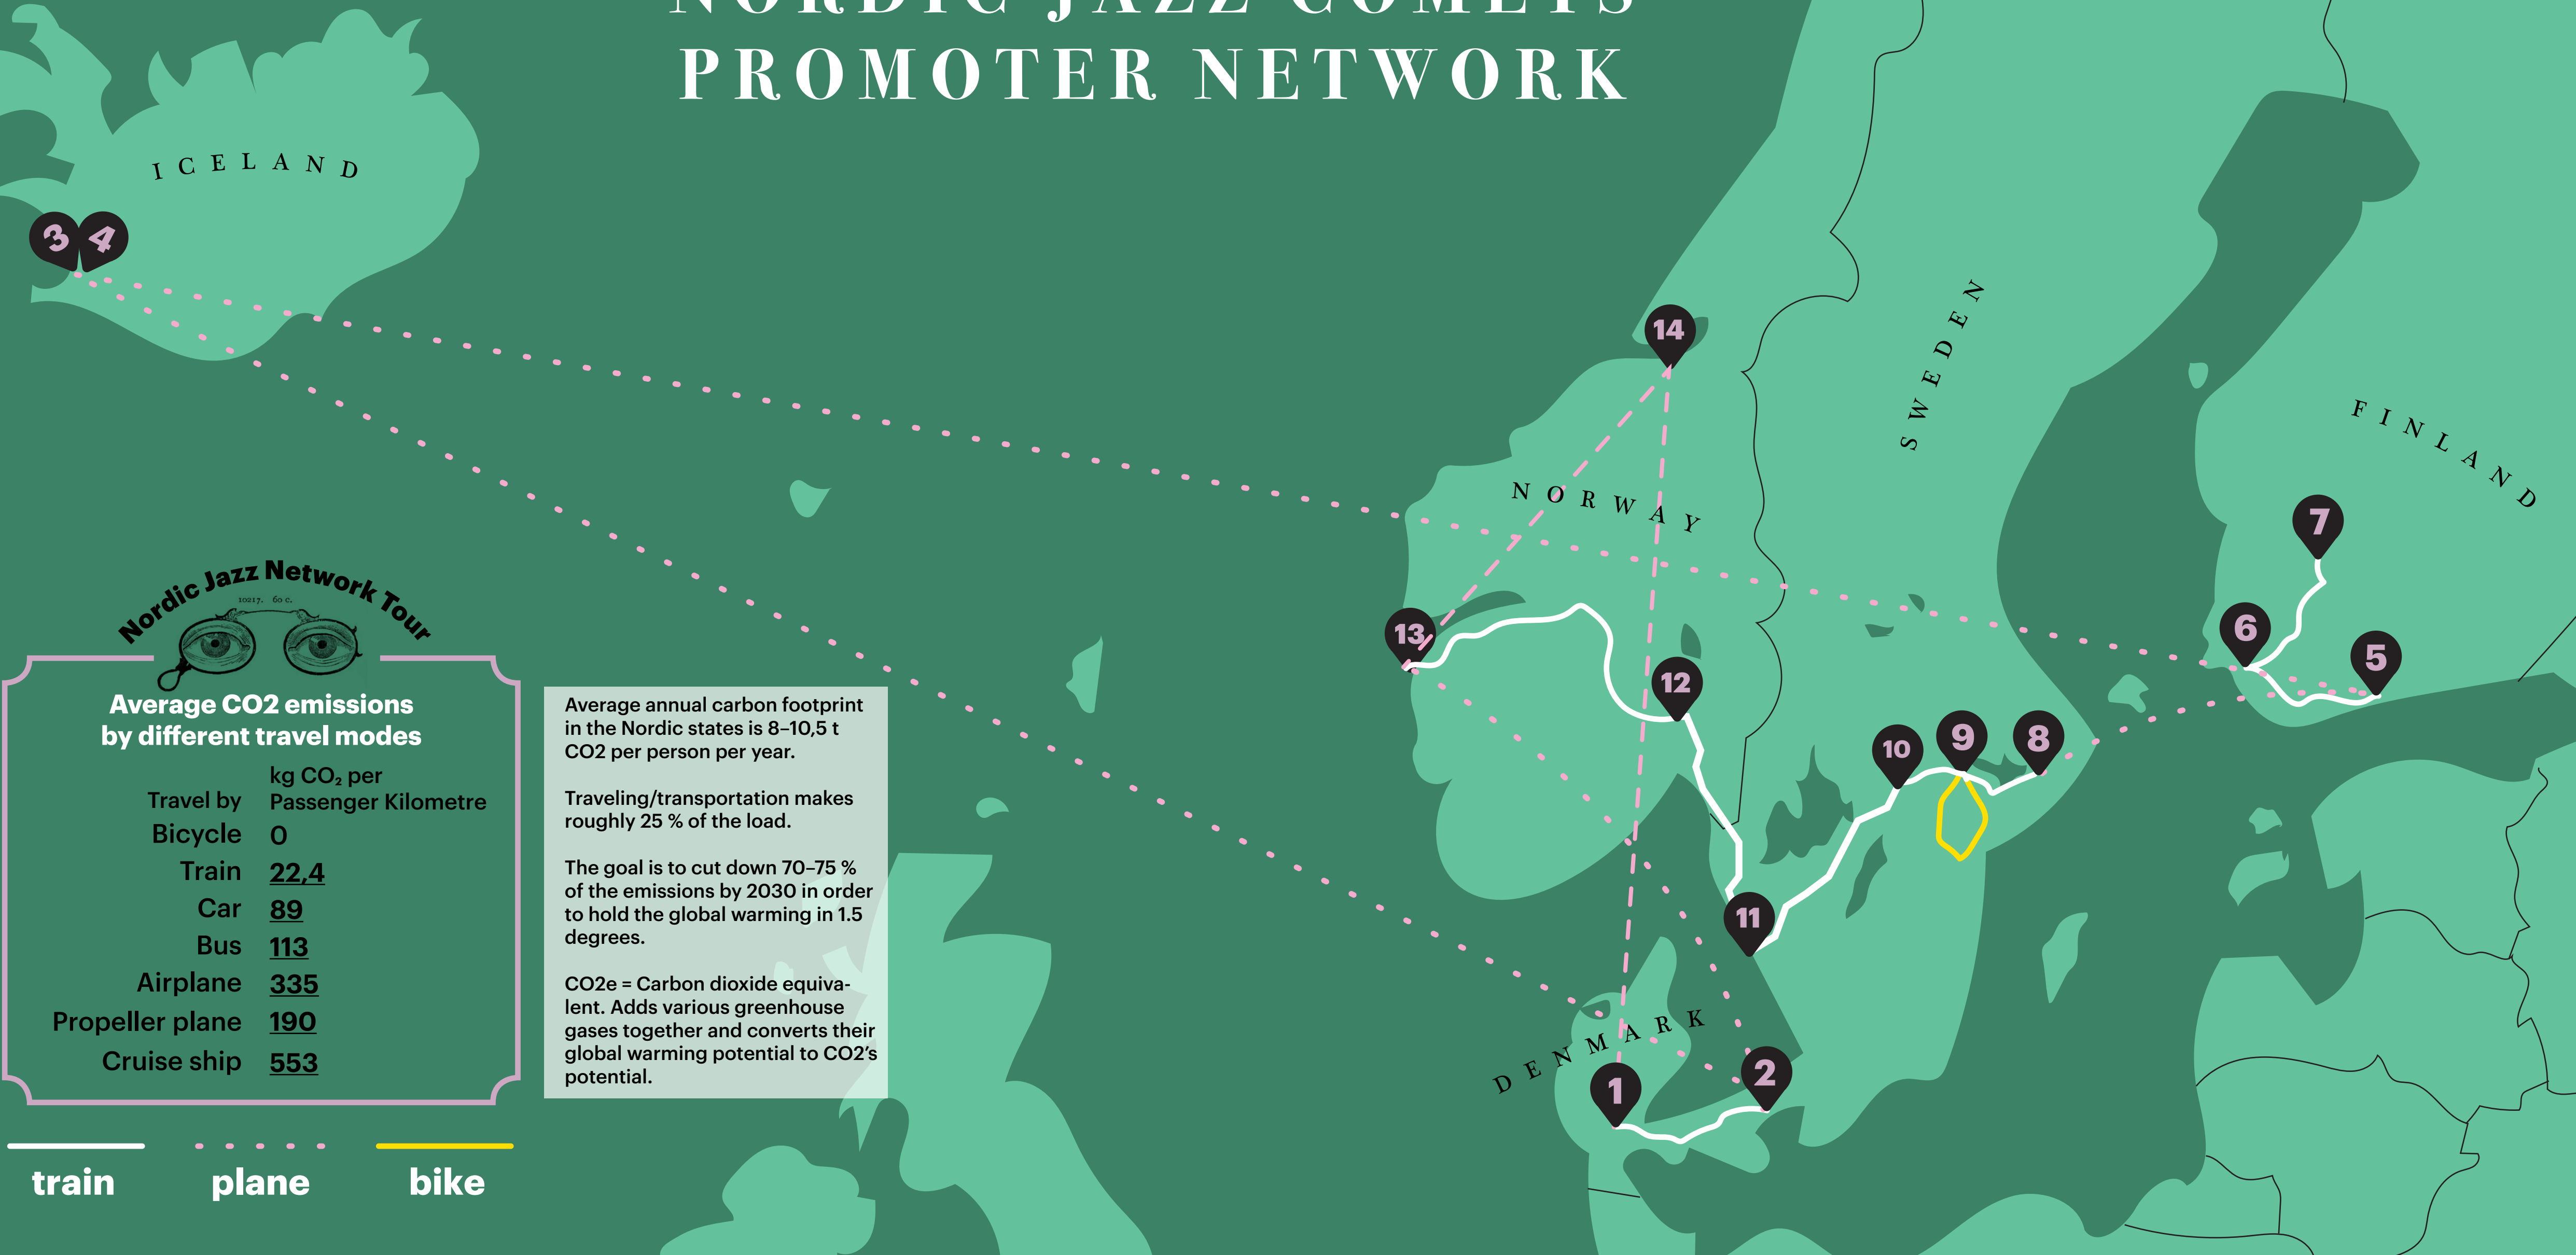 NORDIC JAZZ COMETS
PROMOTER NETWORK
ICELAND
3
4
14
SWEDEN
FINLAND
NORWAY
7
13
6
5
12
10
9
8
11
DENMARK
1
2
Nordic Jazz Network Tour
10217. 60 c.
Average CO2 emissions
by different travel modes
kg CO₂ per
Travel by Passenger Kilometre
Bicycle 0
Train 22,4
Car 89
Bus 113
Airplane 335
Propeller plane 190
Cruise ship 553
Average annual carbon footprint
in the Nordic states is 8–10,5 t
CO2 per person per year.
Traveling/transportation makes
roughly 25 % of the load.
The goal is to cut down 70–75 %
of the emissions by 2030 in order
to hold the global warming in 1.5
degrees.
CO2e = Carbon dioxide equiva-
lent. Adds various greenhouse
gases together and converts their
global warming potential to CO2’s
potential.
train
plane
bike